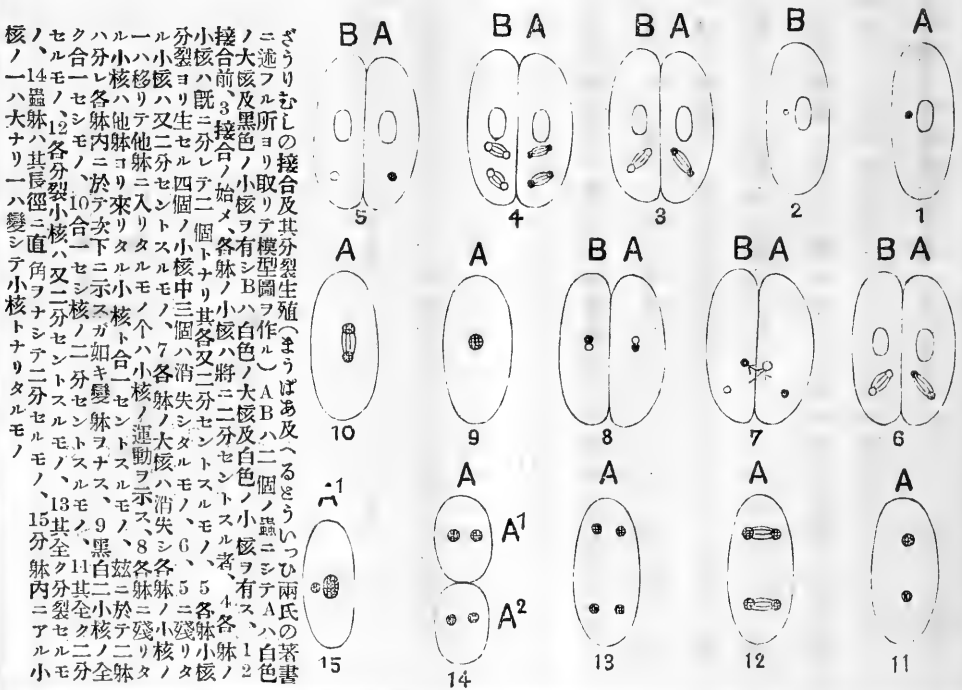 A
1
B
2
B A
3
B A
4
B A
5
B A
6
B A
7
B A
8
A
9
A
10
A
11
A
12
A
13
A
A¹
A²
14
A¹
15
ざうりむしの接合及其分裂生殖(まうぱあ及へるとういっひ兩氏の著書
ニ述フル所ヨリ取リテ模型圖ヲ作ル)ABハ二個ノ蟲ニシテAハ白色
ノ大核及黑色ノ小核ヲ有シBハ白色ノ大核及白色ノ小核ヲ有ス、12
接合前、3接合ノ始メ、各躰ノ小核ハ將ニ二分セントスル者、4各躰ノ
小核ハ旣ニ分レテ二個トナリ其各又二分セントスルモノ、5各躰小核
分裂ヨリ生セル四個ノ小核中三個ハ消失シタルモノ、6、5ニ殘リタ
ル小核ハ又二分セントスルモノ、7各躰ノ大核ハ消失シ各躰ノ小核ノ
一ハ移リテ他躰ニ入リタルモノ个ハ小核ノ運動ヲ示ス、8各躰ニ殘リタ
ル小核ハ他躰ヨリ來リタル小核ト合一セントスルモノ、玆ニ於テ二躰
ハ分レ各躰内ニ於テ次下ニ示スガ如キ變躰ヲナス、9黑白二小核ノ全
ク合一セシモノ、10合一セシ核ノ二分セントスルモノ、11其全ク二分
セルモノ、12各分裂小核ハ又二分セントスルモノ、13其全ク分裂セルモ
ノ、14蟲躰ハ其長徑ニ直角ヲナシテ二分セルモノ、15分躰内ニアル小
核ノ一ハ大ナリ一ハ變シテ小核トナリタルモノ